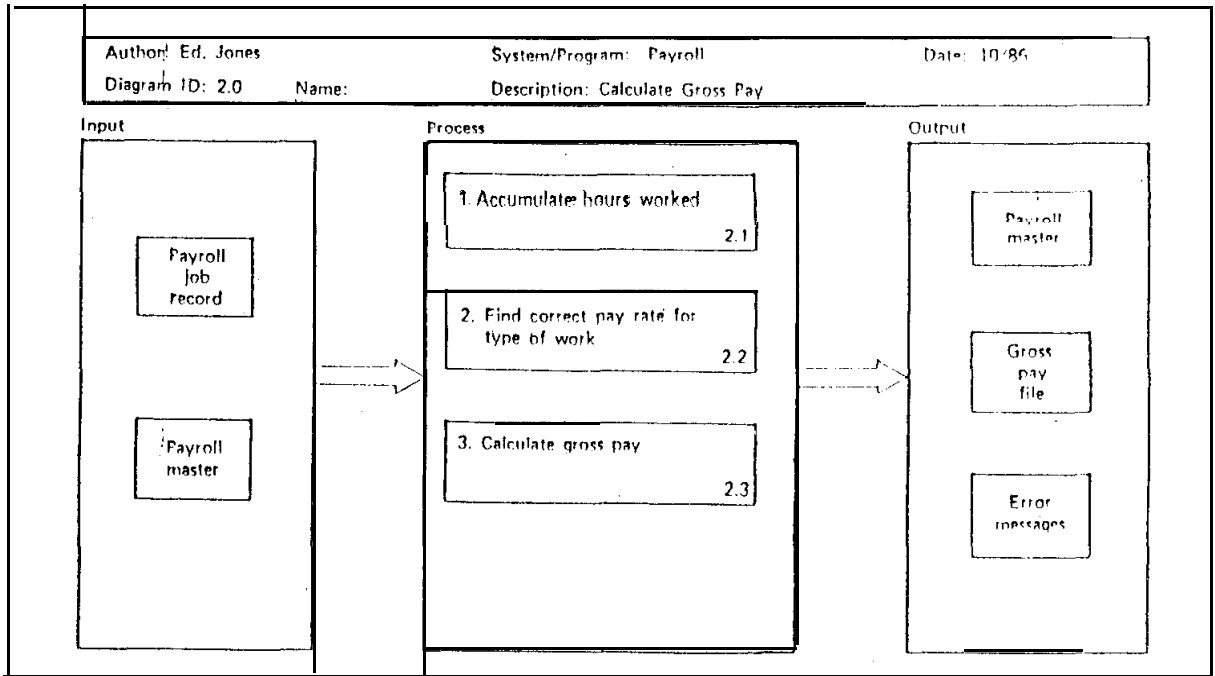 Author: Ed. Jones
System/Program: Payroll
Date: 10/86
Diagram ID: 2.0
Name:
Description: Calculate Gross Pay
Input
Process
Output
Payroll
job
record
Payroll
master
1. Accumulate hours worked
2.1
2. Find correct pay rate for
type of work
2.2
3. Calculate gross pay
2.3
Payroll
master
Gross
pay
file
Error
messages